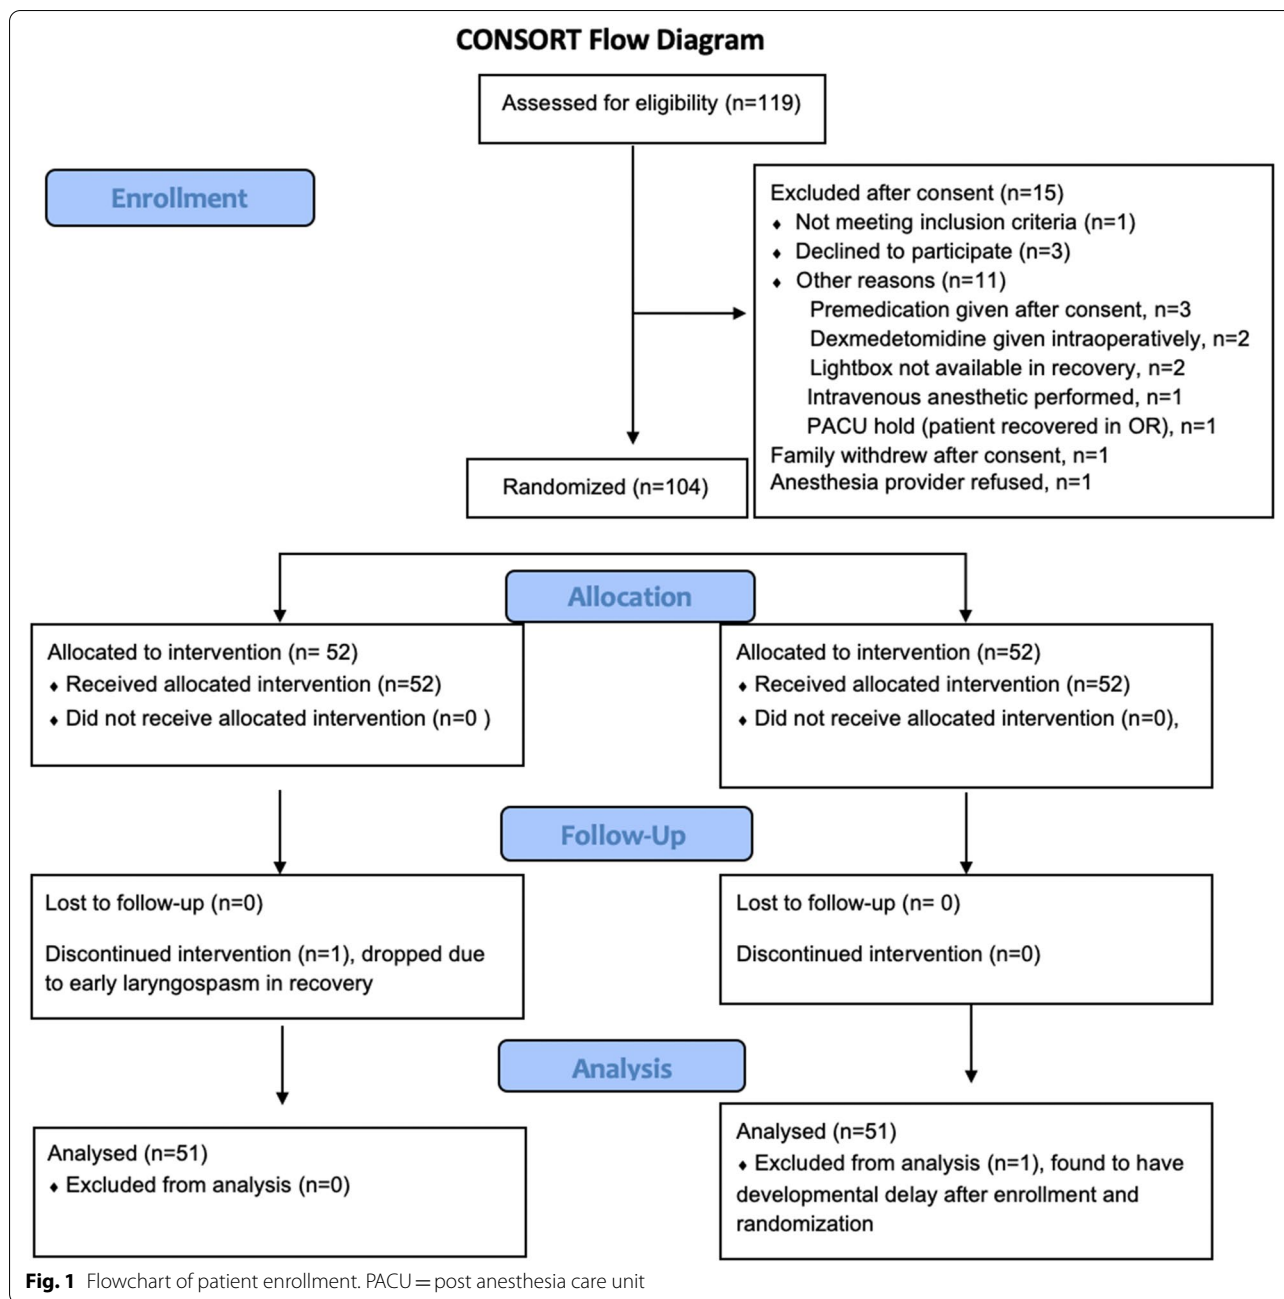 CONSORT Flow Diagram
Assessed for eligibility (n=119)
Enrollment
Excluded after consent (n=15)
♦ Not meeting inclusion criteria (n=1)
♦ Declined to participate (n=3)
♦ Other reasons (n=11)
Premedication given after consent, n=3
Dexmedetomidine given intraoperatively, n=2
Lightbox not available in recovery, n=2
Intravenous anesthetic performed, n=1
PACU hold (patient recovered in OR), n=1
Family withdrew after consent, n=1
Anesthesia provider refused, n=1
Randomized (n=104)
Allocation
Allocated to intervention (n= 52)
♦ Received allocated intervention (n=52)
♦ Did not receive allocated intervention (n=0 )
Allocated to intervention (n=52)
♦ Received allocated intervention (n=52)
♦ Did not receive allocated intervention (n=0),
Follow-Up
Lost to follow-up (n=0)
Discontinued intervention (n=1), dropped due
to early laryngospasm in recovery
Lost to follow-up (n= 0)
Discontinued intervention (n=0)
Analysis
Analysed (n=51)
♦ Excluded from analysis (n=0)
Analysed (n=51)
♦ Excluded from analysis (n=1), found to have
developmental delay after enrollment and
randomization
Fig. 1 Flowchart of patient enrollment. PACU = post anesthesia care unit